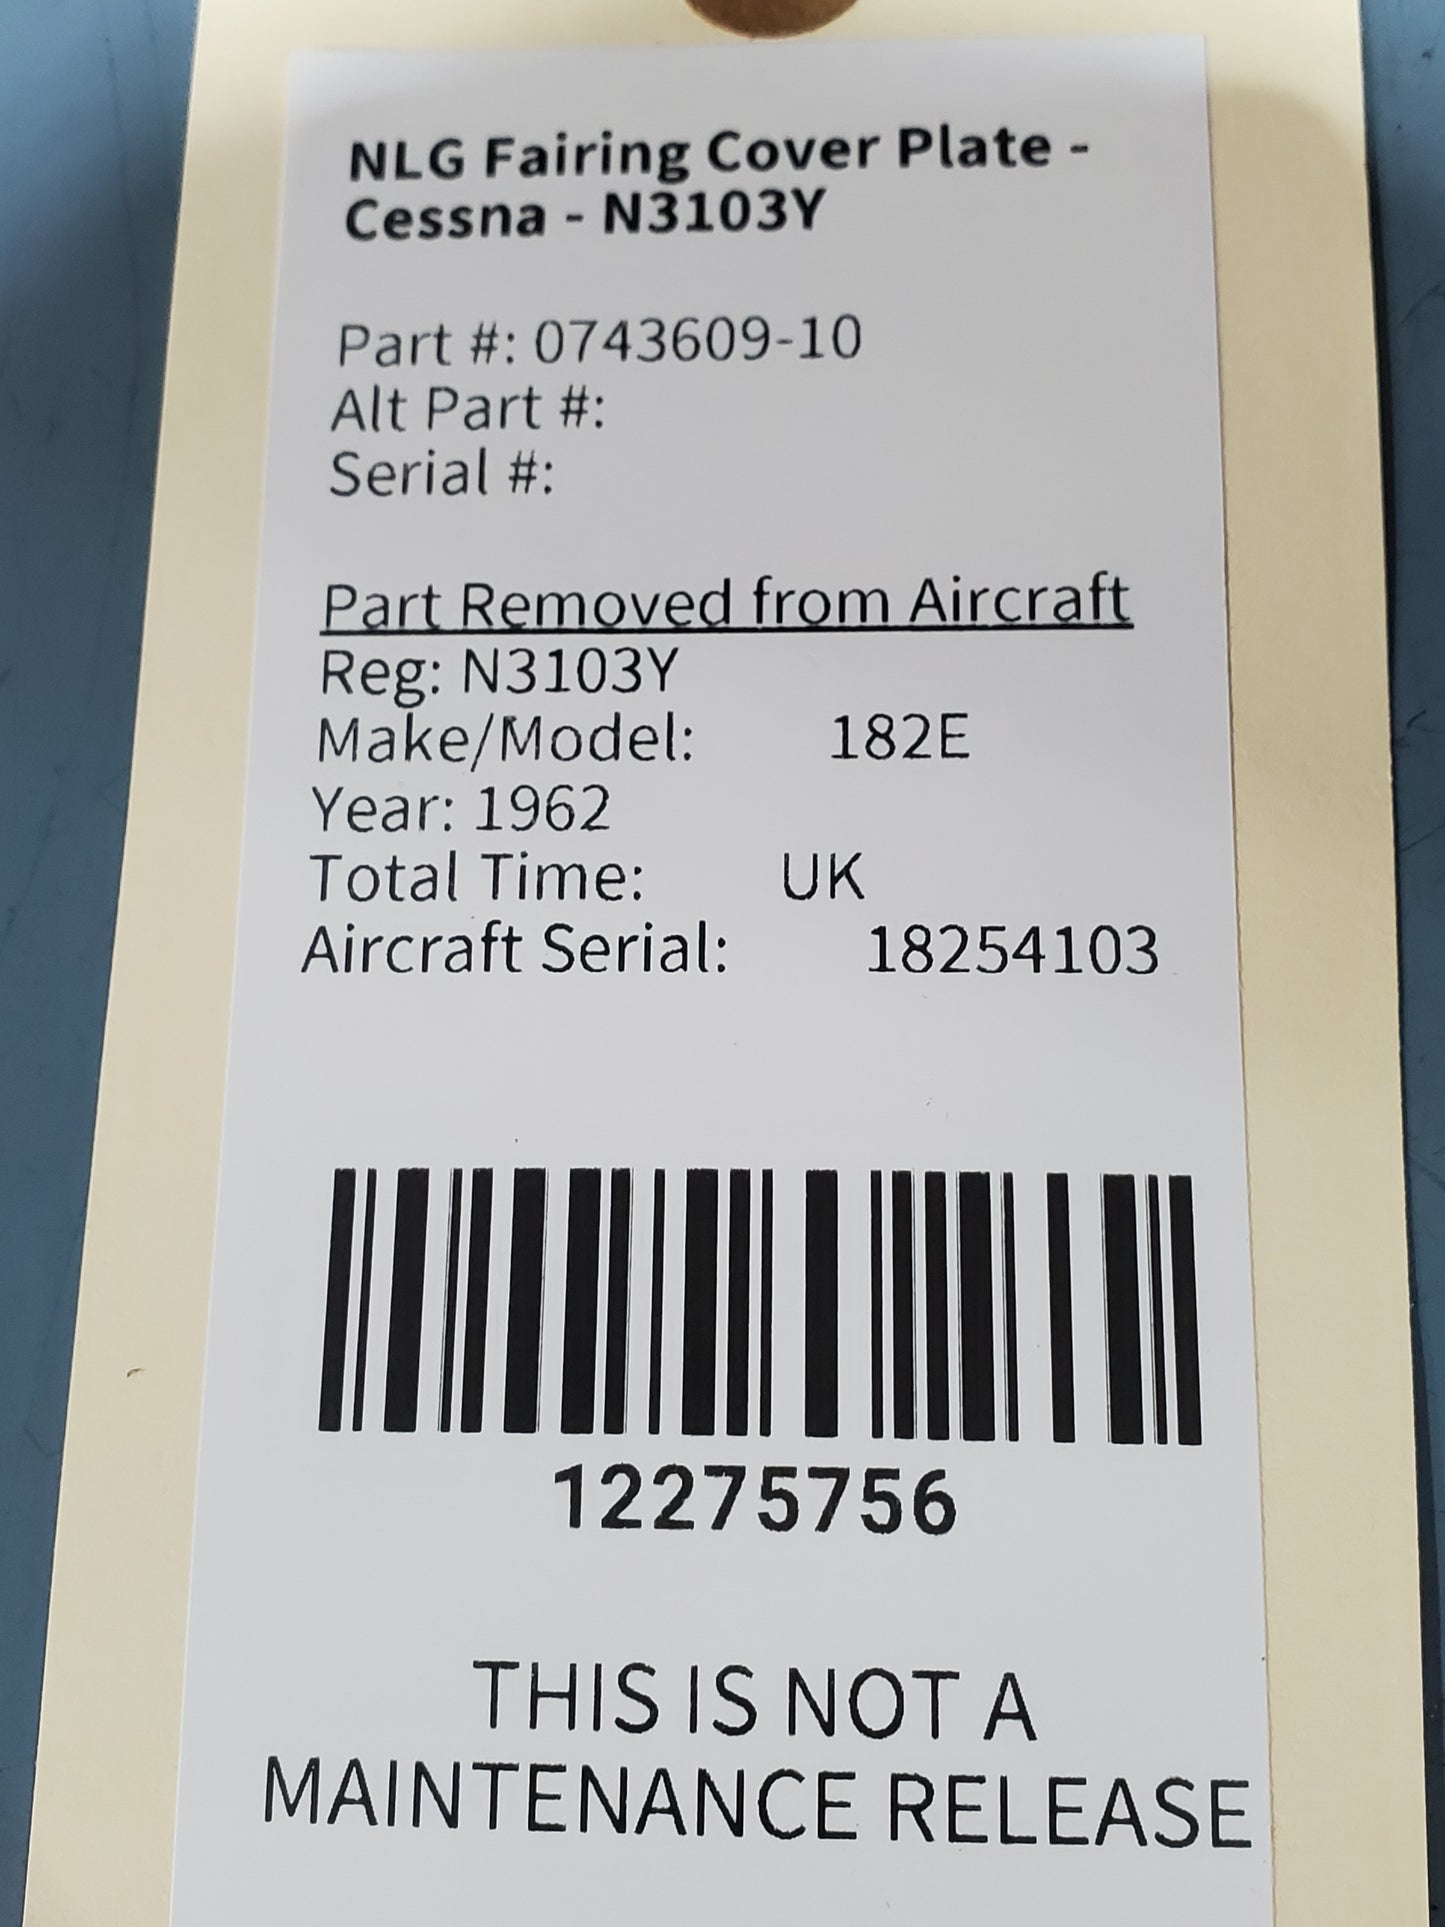 NLG Fairing Cover Plate -
Cessna - N3103Y
Part #: 0743609-10
Alt Part #:
Serial #:
Part Removed from Aircraft
Reg: N3103Y
Make/Model: 182E
Year: 1962
Total Time: UK
Aircraft Serial: 18254103
12275756
THIS IS NOT A
MAINTENANCE RELEASE